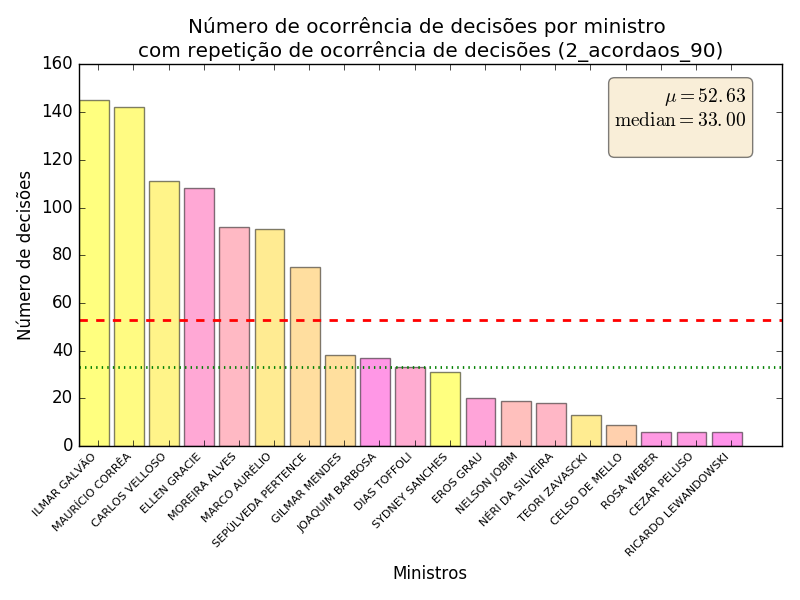 Número de ocorrência de decisões por ministro
com repetição de ocorrência de decisões (2_acordaos_90)
μ = 52.63
median = 33.00
160
140
120
100
80
60
40
20
0
Número de decisões
ILMAR GALVÃO
MAURÍCIO CORRÊA
CARLOS VELLOSO
ELLEN GRACIE
MOREIRA ALVES
MARCO AURÉLIO
SEPÚLVEDA PERTENCE
GILMAR MENDES
JOAQUIM BARBOSA
DIAS TOFFOLI
SYDNEY SANCHES
EROS GRAU
NELSON JOBIM
NÉRI DA SILVEIRA
TEORI ZAVASCKI
CELSO DE MELLO
ROSA WEBER
CEZAR PELUSO
RICARDO LEWANDOWSKI
Ministros